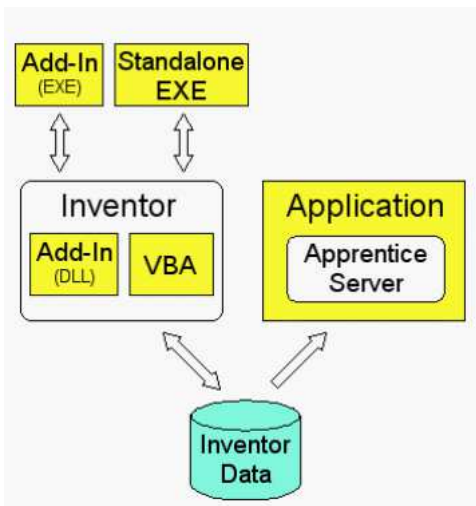 Add-In
(EXE)
Standalone
EXE
Inventor
Add-In
(DLL)
VBA
Application
Apprentice
Server
Inventor
Data